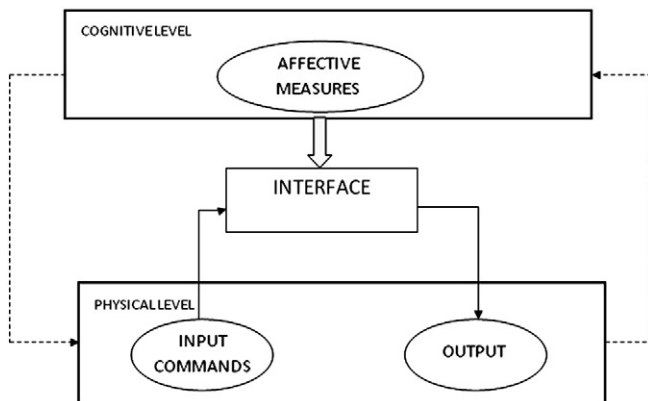 COGNITIVE LEVEL
AFFECTIVE
MEASURES
INTERFACE
PHYSICAL LEVEL
INPUT
COMMANDS
OUTPUT